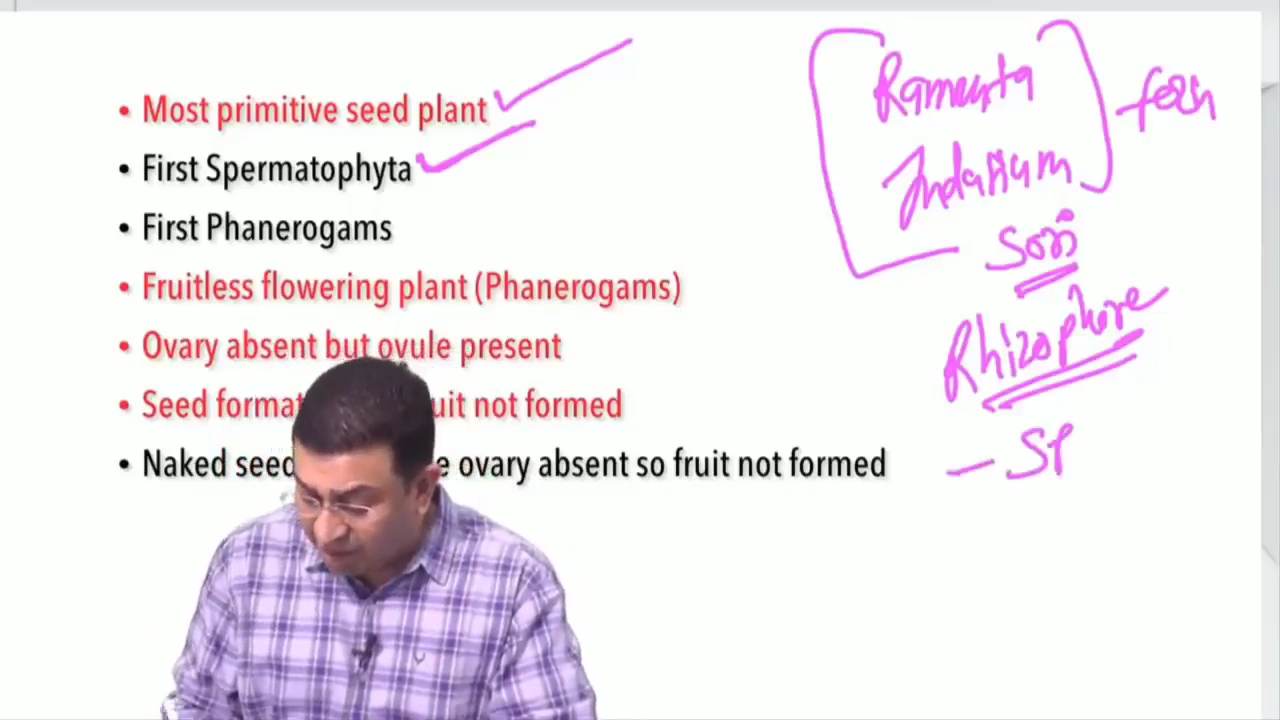 • Most primitive seed plant
• First Spermatophyta
• First Phanerogams
• Fruitless flowering plant (Phanerogams)
• Ovary absent but ovule present
• Seed format uit not formed
• Naked seed e ovary absent so fruit not formed
Ramenta
Indusium
fern
Sori
Rhizophore
– SP